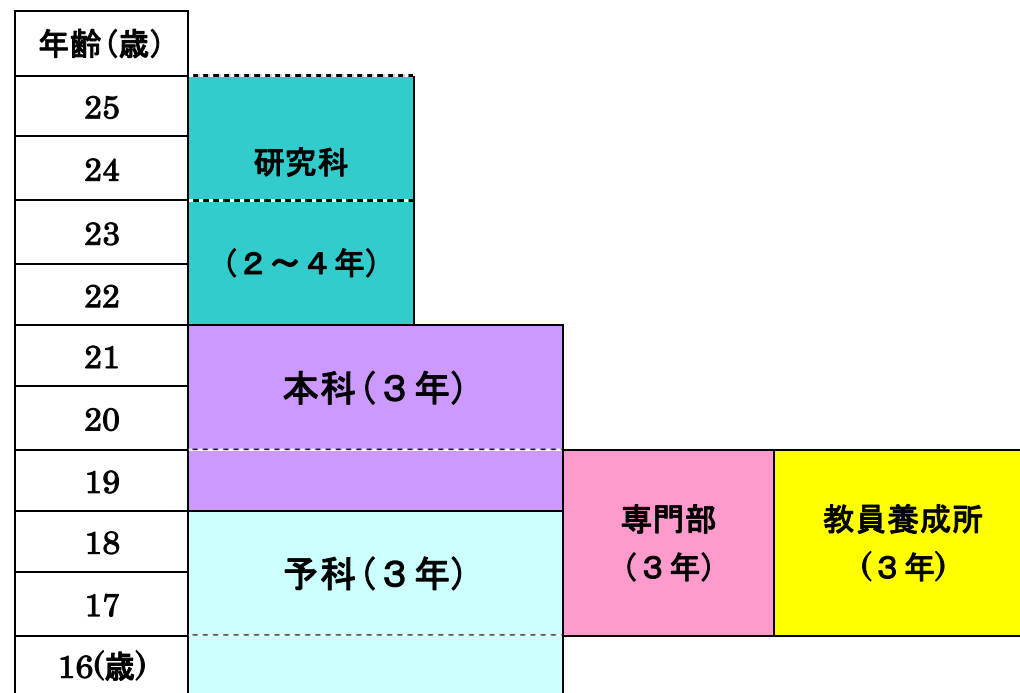 年齢(歳)
25
24
研究科
23
(2～4年)
22
21
本科(3年)
20
19
専門部
(3年)
教員養成所
(3年)
18
予科(3年)
17
16(歳)